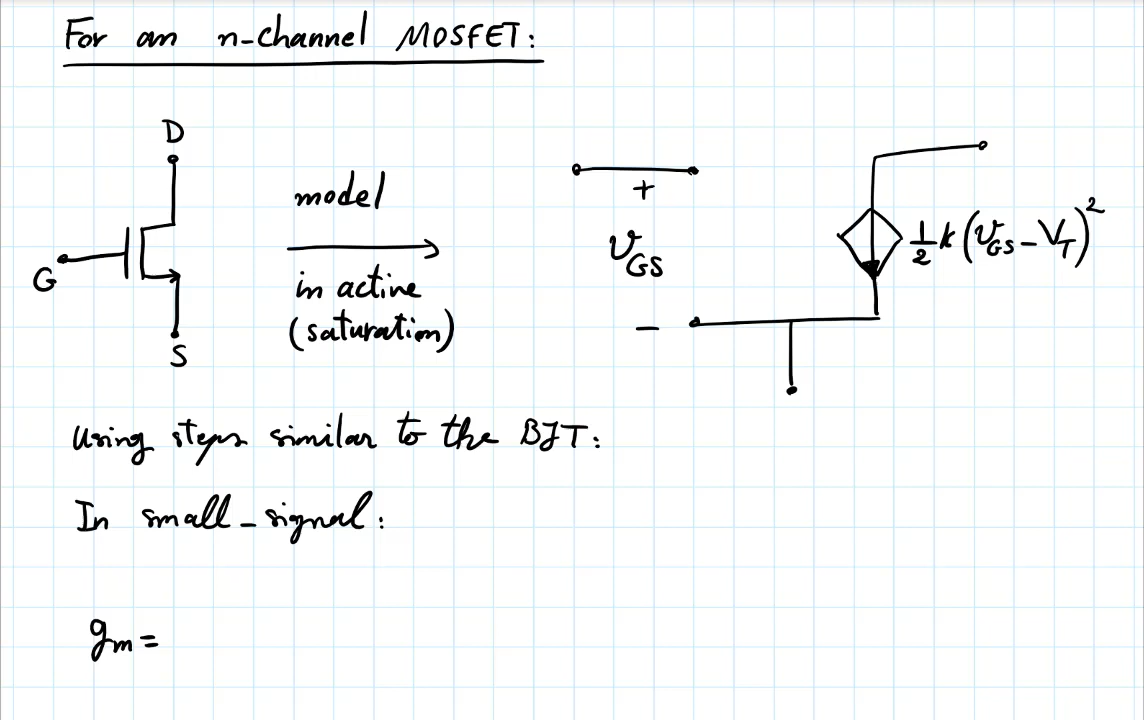 For an n-channel MOSFET:
D
G
S
model
in active
(saturation)
+
v_GS
−
½ k (v_GS − V_T)²
Using steps similar to the BJT:
In small-signal:
g_m =